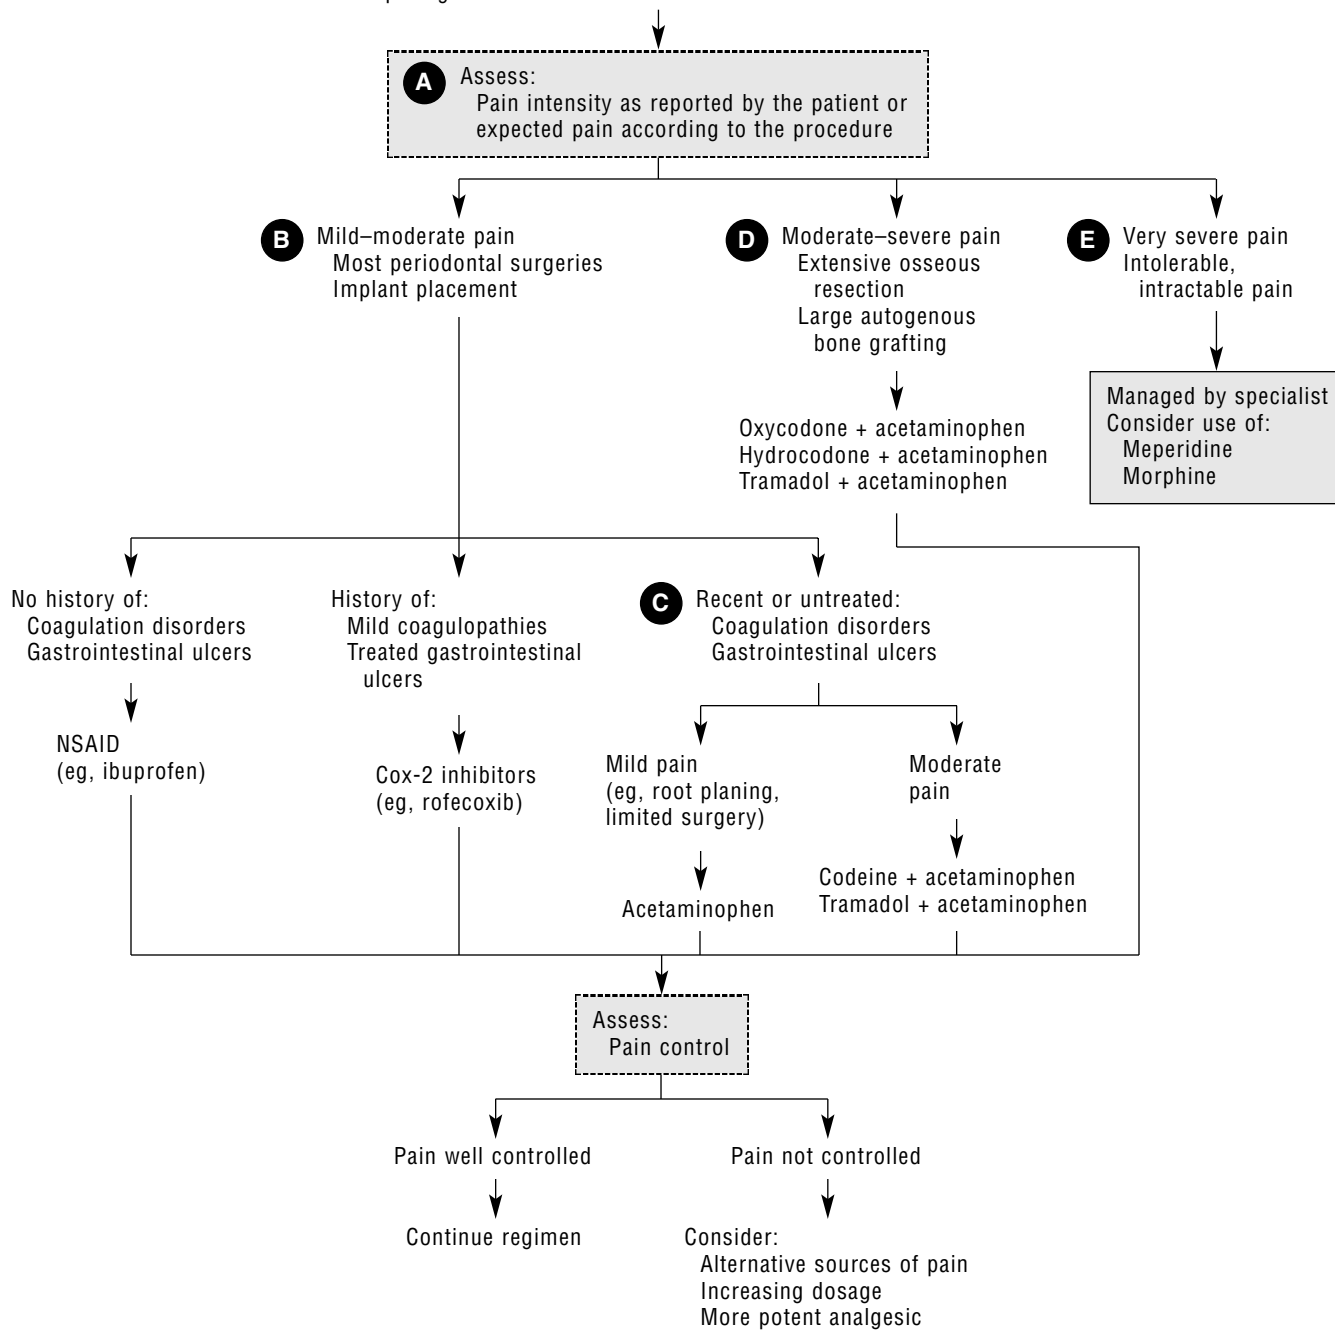 A
Assess:
Pain intensity as reported by the patient or
expected pain according to the procedure
B
Mild–moderate pain
Most periodontal surgeries
Implant placement
D
Moderate–severe pain
Extensive osseous
resection
Large autogenous
bone grafting
E
Very severe pain
Intolerable,
intractable pain
Oxycodone + acetaminophen
Hydrocodone + acetaminophen
Tramadol + acetaminophen
Managed by specialist
Consider use of:
Meperidine
Morphine
No history of:
Coagulation disorders
Gastrointestinal ulcers
NSAID
(eg, ibuprofen)
History of:
Mild coagulopathies
Treated gastrointestinal
ulcers
Cox-2 inhibitors
(eg, rofecoxib)
C
Recent or untreated:
Coagulation disorders
Gastrointestinal ulcers
Mild pain
(eg, root planing,
limited surgery)
Acetaminophen
Moderate
pain
Codeine + acetaminophen
Tramadol + acetaminophen
Assess:
Pain control
Pain well controlled
Continue regimen
Pain not controlled
Consider:
Alternative sources of pain
Increasing dosage
More potent analgesic